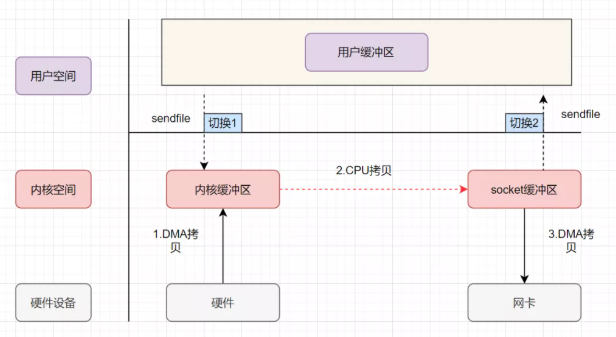 用户缓冲区
用户空间
sendfile
切换1
切换2
sendfile
内核空间
内核缓冲区
2.CPU拷贝
socket缓冲区
1.DMA拷
贝
3.DMA拷
贝
硬件设备
硬件
网卡